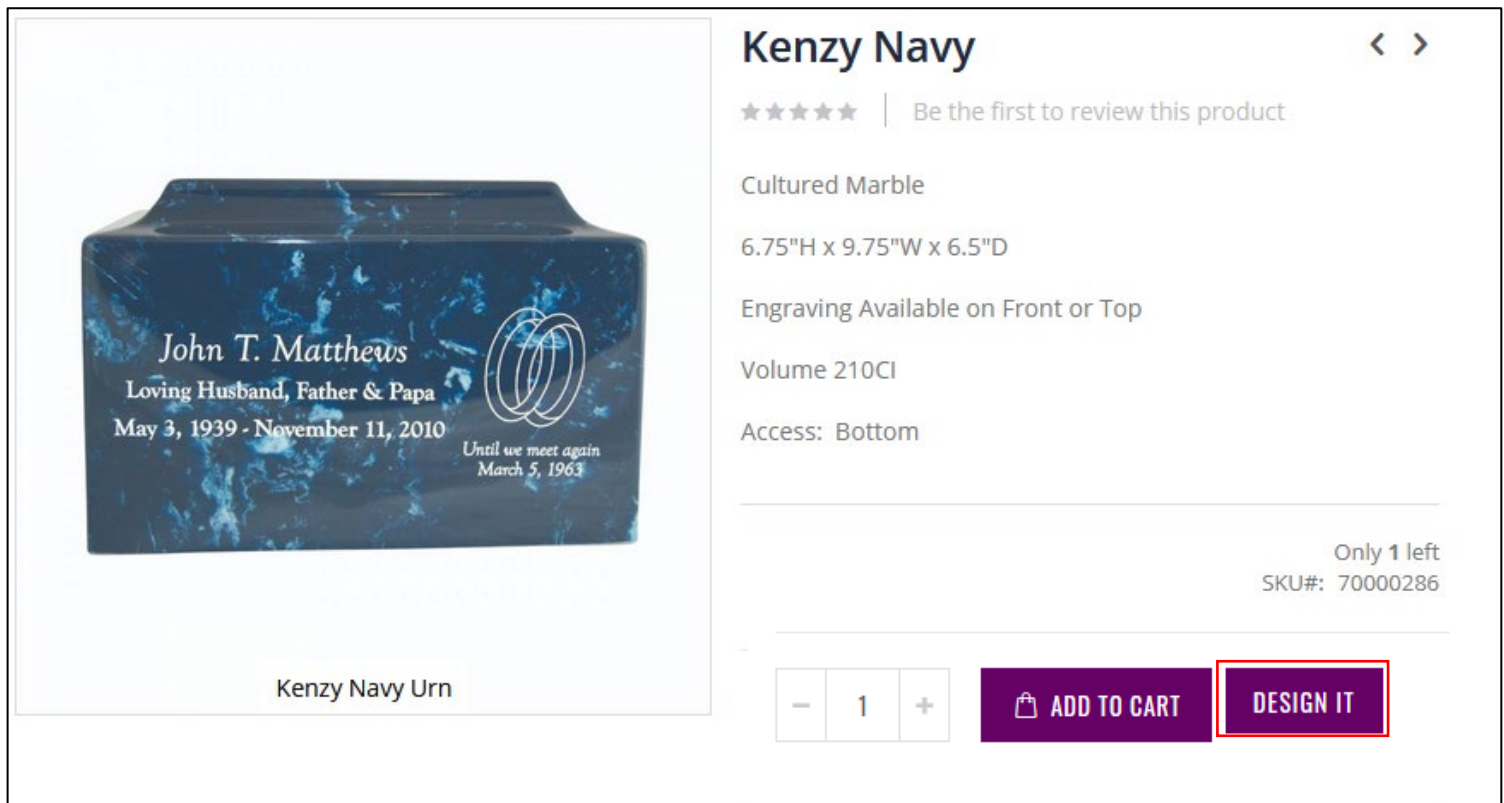 Kenzy Navy
Be the first to review this product
Cultured Marble
6.75"H x 9.75"W x 6.5"D
Engraving Available on Front or Top
Volume 210CI
Access: Bottom
Only 1 left
SKU#: 70000286
1
ADD TO CART
DESIGN IT
John T. Matthews
Loving Husband, Father & Papa
May 3, 1939 - November 11, 2010
Until we meet again
March 5, 1963
Kenzy Navy Urn